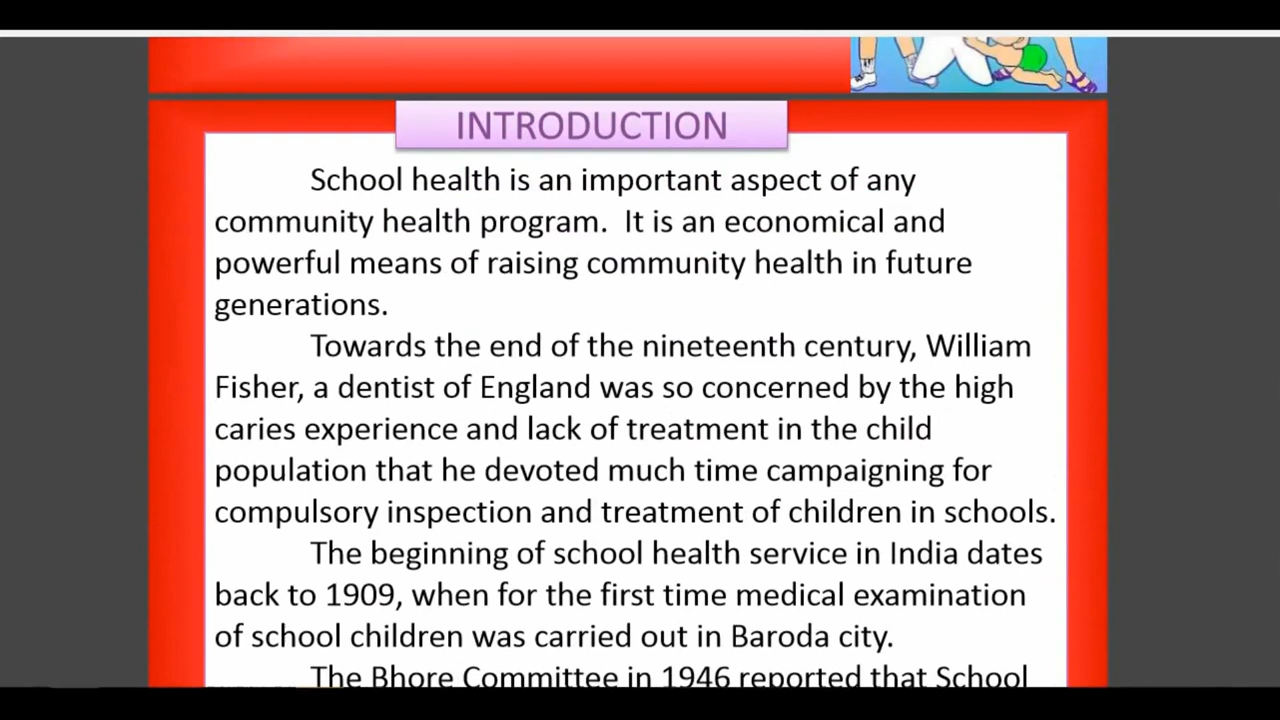 INTRODUCTION
School health is an important aspect of any
community health program.  It is an economical and
powerful means of raising community health in future
generations.
Towards the end of the nineteenth century, William
Fisher, a dentist of England was so concerned by the high
caries experience and lack of treatment in the child
population that he devoted much time campaigning for
compulsory inspection and treatment of children in schools.
The beginning of school health service in India dates
back to 1909, when for the first time medical examination
of school children was carried out in Baroda city.
The Bhore Committee in 1946 reported that School